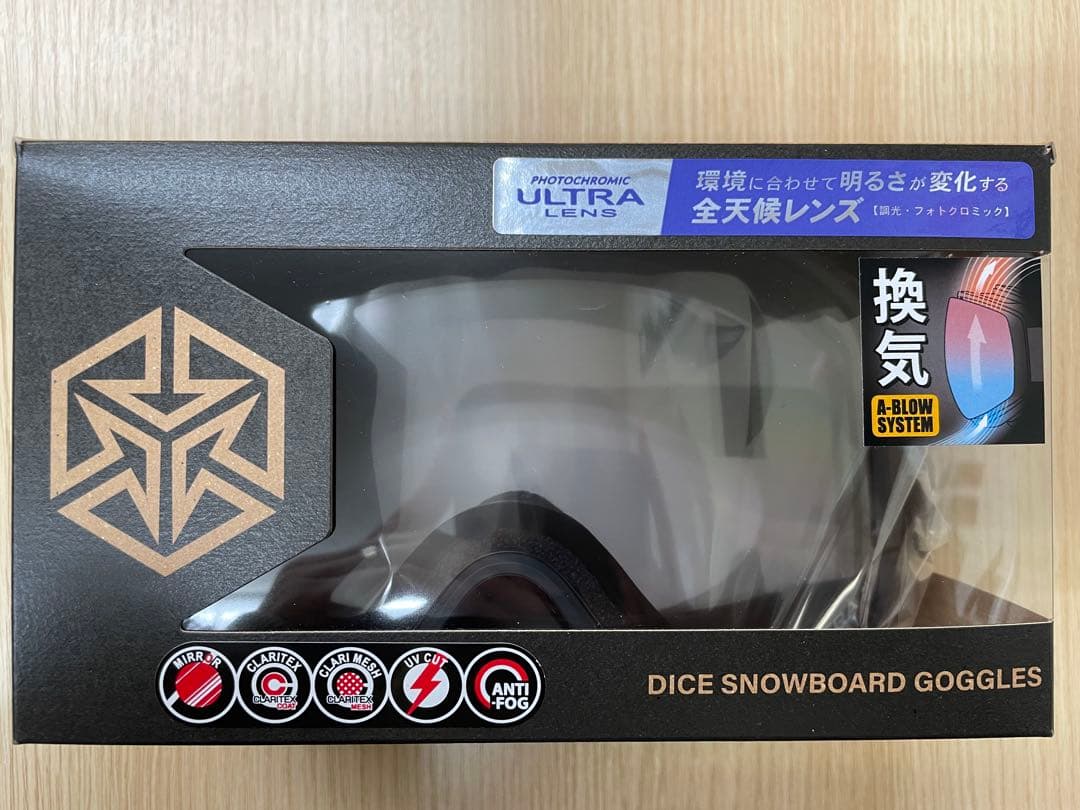 PHOTOCHROMIC
ULTRA
LENS
環境に合わせて明るさが変化する
全天候レンズ【調光・フォトクロミック】
換気
A-BLOW
SYSTEM
MIRROR
CLARITEX
CLARITEX
COAT
CLARI MESH
CLARITEX
MESH
UV CUT
ANTI
-FOG
DICE SNOWBOARD GOGGLES